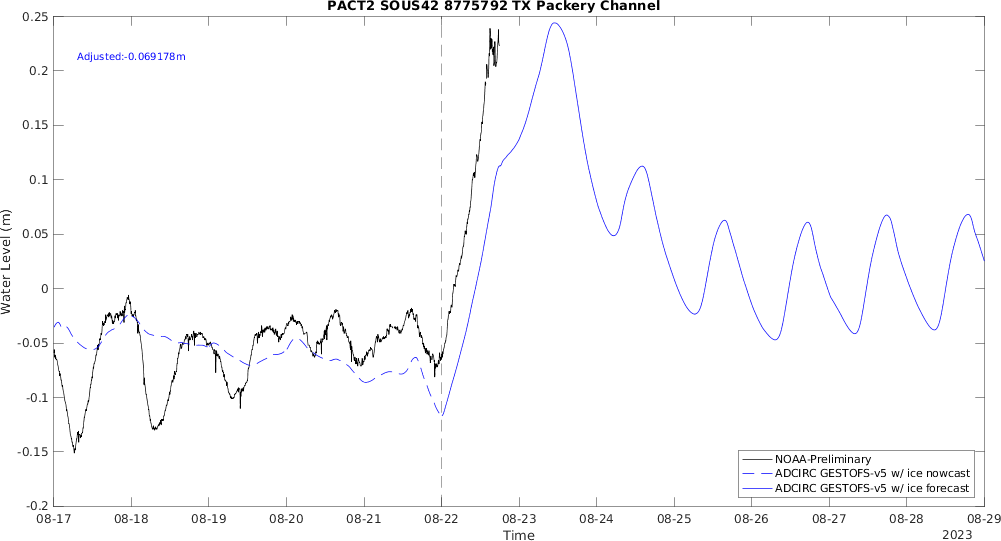 PACT2 SOUS42 8775792 TX Packery Channel
Adjusted:-0.069178m
Water Level (m)
0.25
0.2
0.15
0.1
0.05
0
-0.05
-0.1
-0.15
-0.2
NOAA-Preliminary
ADCIRC GESTOFS-v5 w/ ice nowcast
ADCIRC GESTOFS-v5 w/ ice forecast
08-17 08-18 08-19 08-20 08-21 08-22 08-23 08-24 08-25 08-26 08-27 08-28 08-29
Time
2023